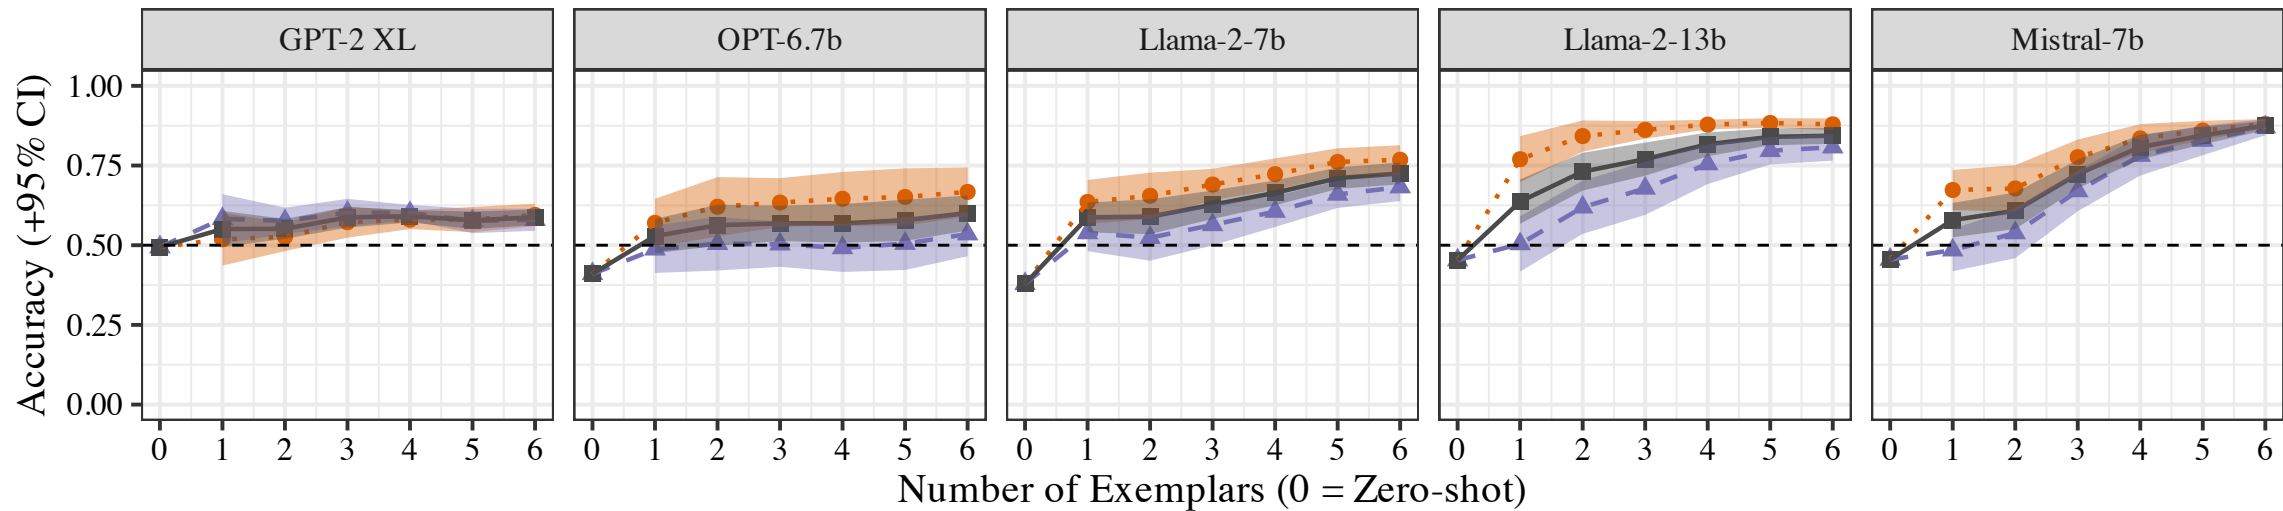 GPT-2 XL
OPT-6.7b
Llama-2-7b
Llama-2-13b
Mistral-7b
Accuracy (+95% CI)
1.00
0.75
0.50
0.25
0.00
0 1 2 3 4 5 6
0 1 2 3 4 5 6
0 1 2 3 4 5 6
0 1 2 3 4 5 6
0 1 2 3 4 5 6
Number of Exemplars (0 = Zero-shot)